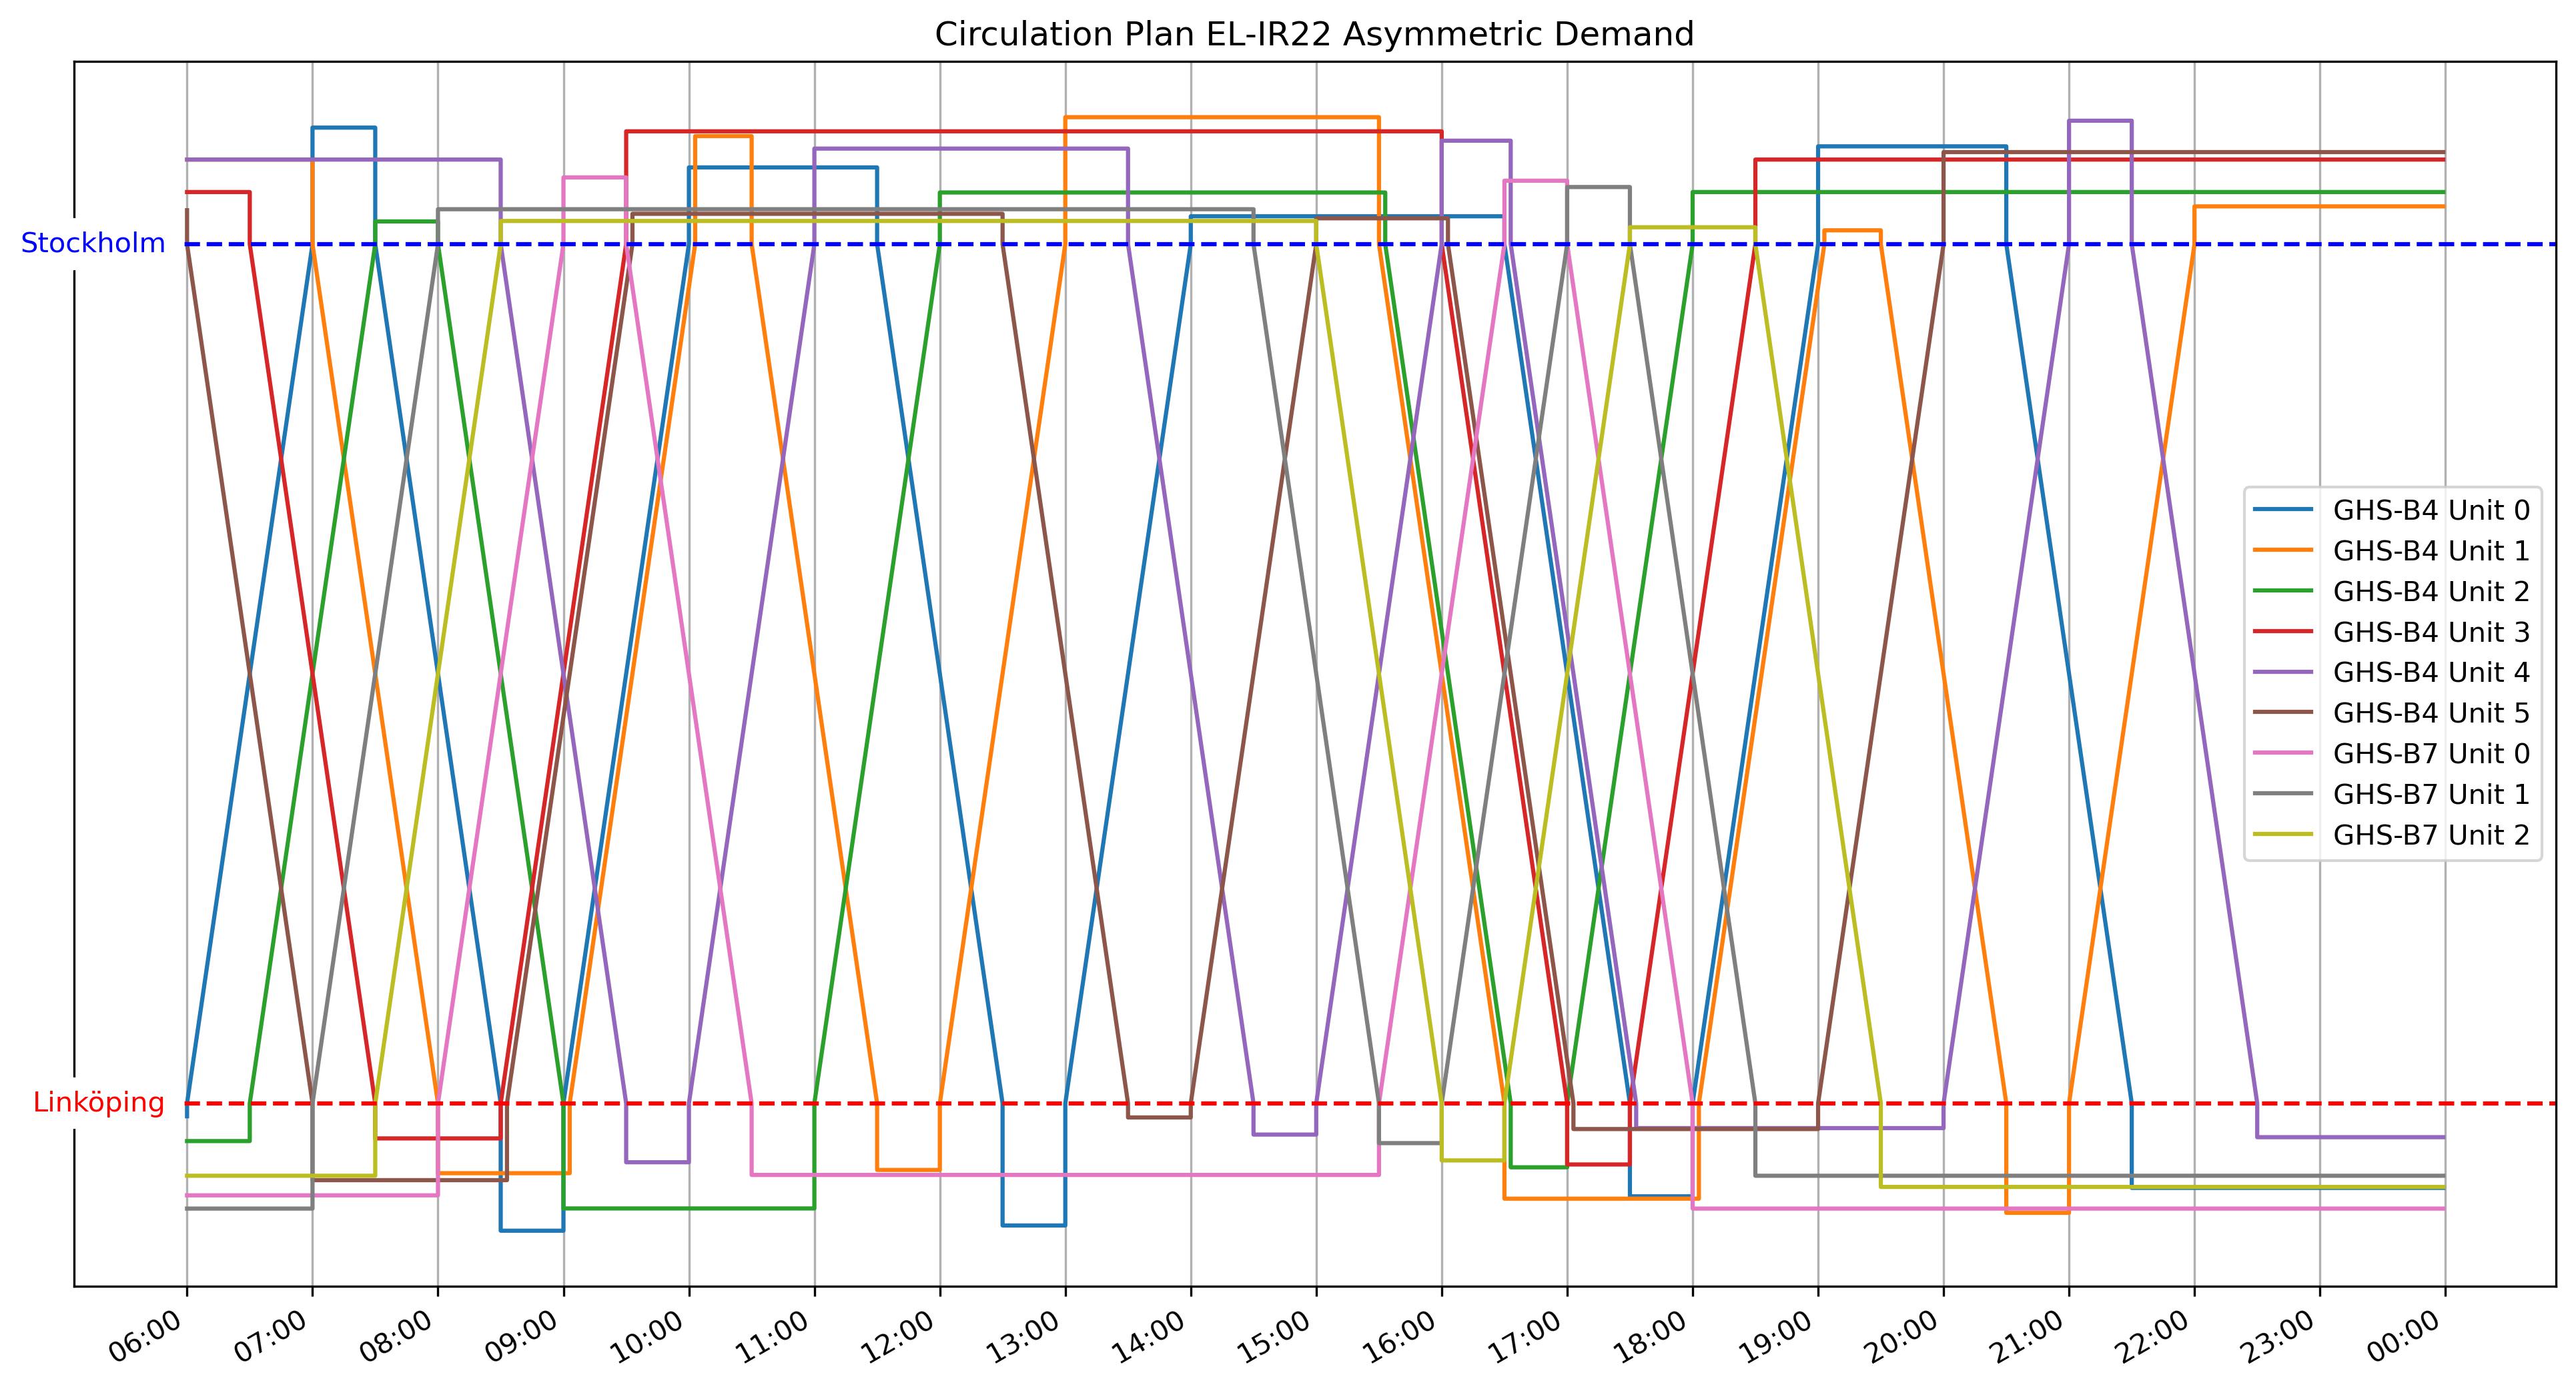 Circulation Plan EL-IR22 Asymmetric Demand
Stockholm
Linköping
GHS-B4 Unit 0
GHS-B4 Unit 1
GHS-B4 Unit 2
GHS-B4 Unit 3
GHS-B4 Unit 4
GHS-B4 Unit 5
GHS-B7 Unit 0
GHS-B7 Unit 1
GHS-B7 Unit 2
06:00
07:00
08:00
09:00
10:00
11:00
12:00
13:00
14:00
15:00
16:00
17:00
18:00
19:00
20:00
21:00
22:00
23:00
00:00